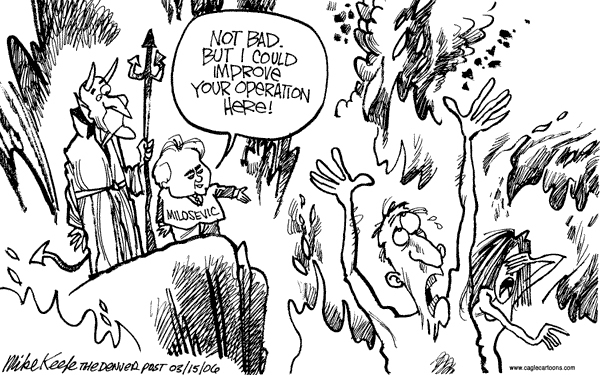 NOT BAD.
BUT I COULD
IMPROVE
YOUR OPERATION
HERE!
MILOSEVIC
Mike Keefe THE DENVER POST 03/15/06
www.caglecartoons.com